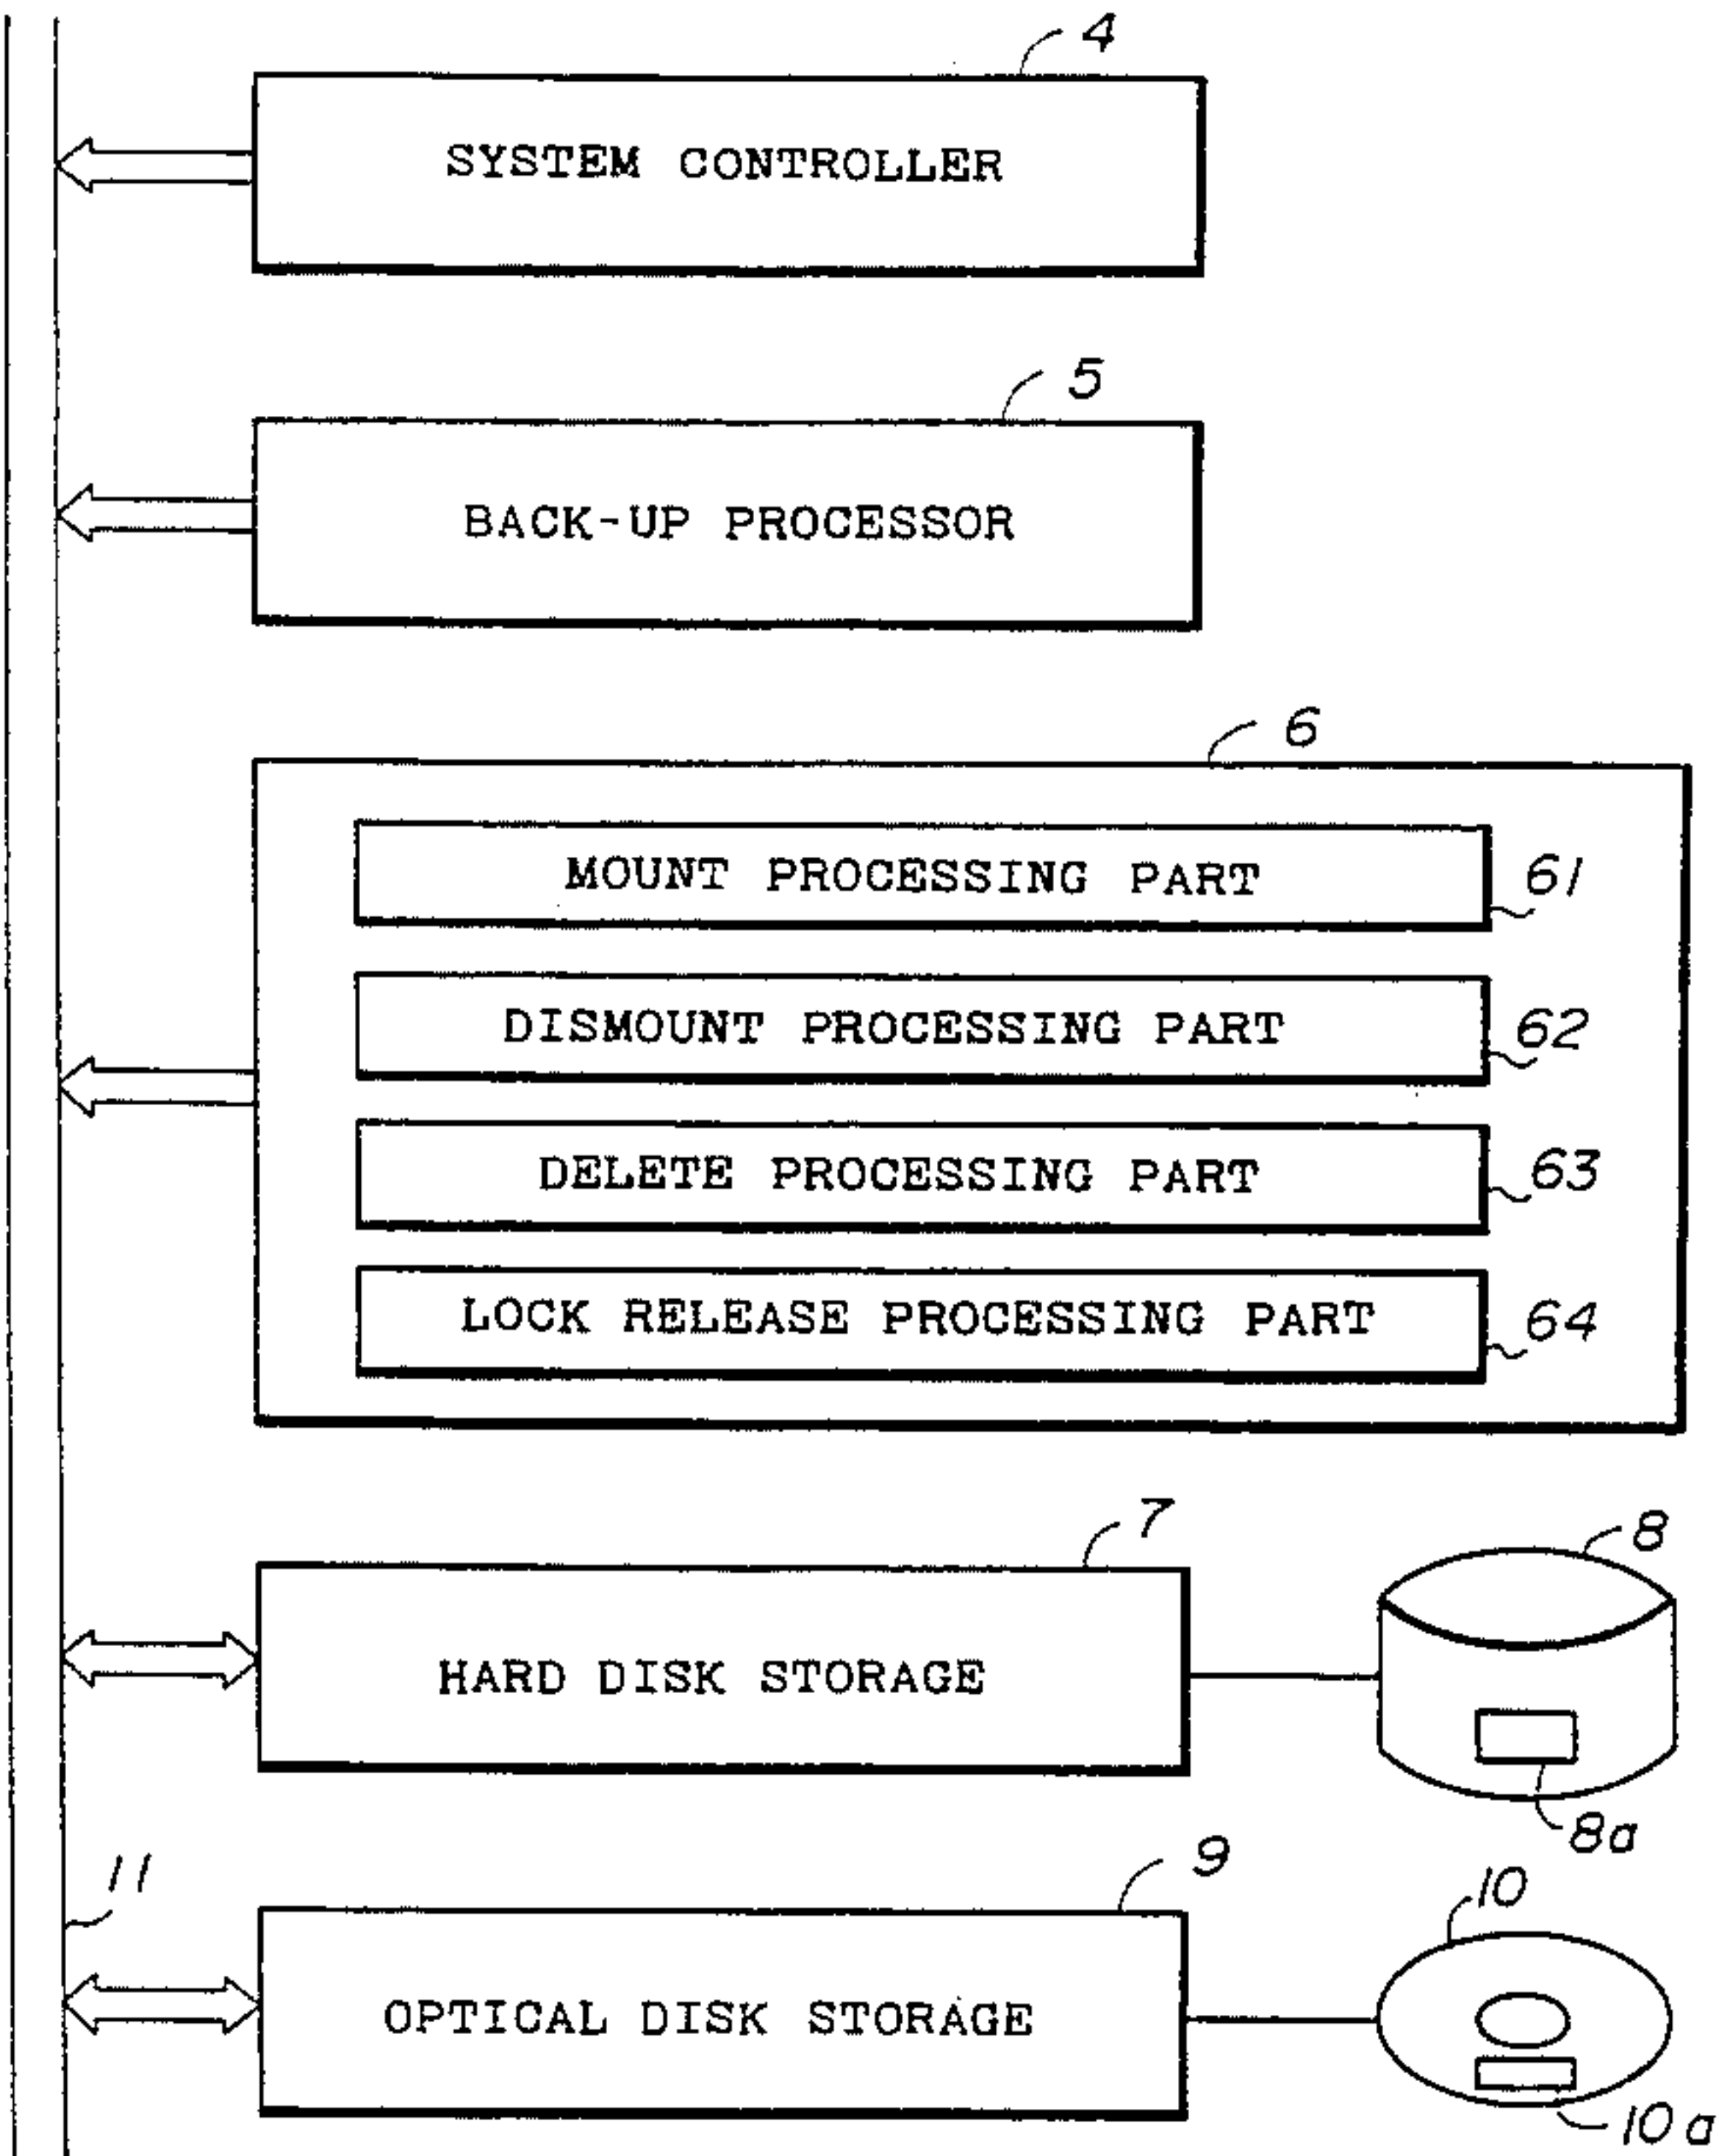 4
SYSTEM CONTROLLER
5
BACK-UP PROCESSOR
6
MOUNT PROCESSING PART
61
DISMOUNT PROCESSING PART
62
DELETE PROCESSING PART
63
LOCK RELEASE PROCESSING PART
64
7
8
HARD DISK STORAGE
8a
11
9
10
OPTICAL DISK STORAGE
10a